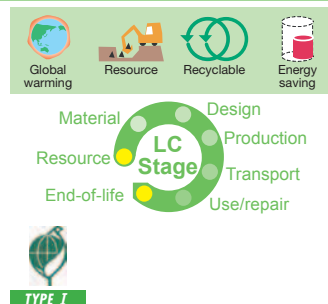 Global
warming
Resource
Recyclable
Energy
saving
Material
Design
Production
Resource
LC
Stage
Transport
End-of-life
Use/repair
TYPE I